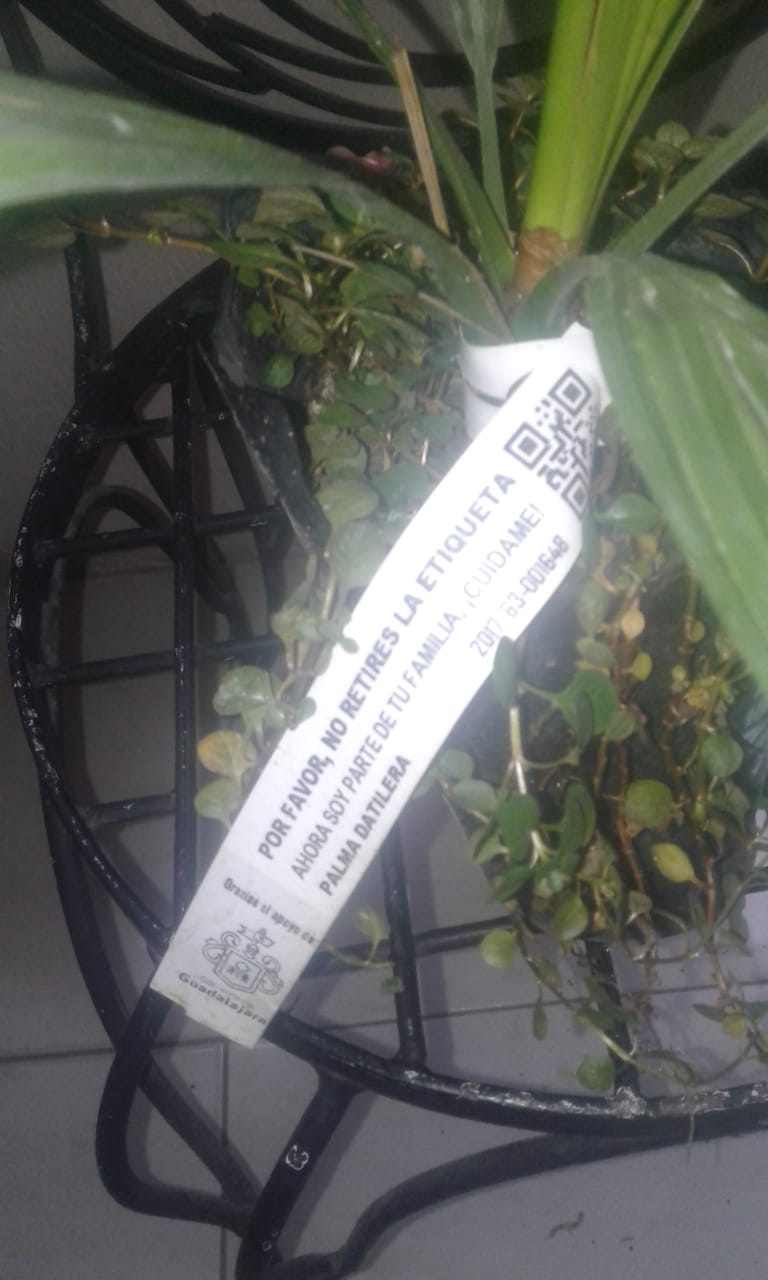 POR FAVOR, NO RETIRES LA ETIQUETA
AHORA SOY PARTE DE TU FAMILIA, ¡CUIDAME!
PALMA DATILERA
2017 63-001648
Gracias al apoyo de:
Guadalajara